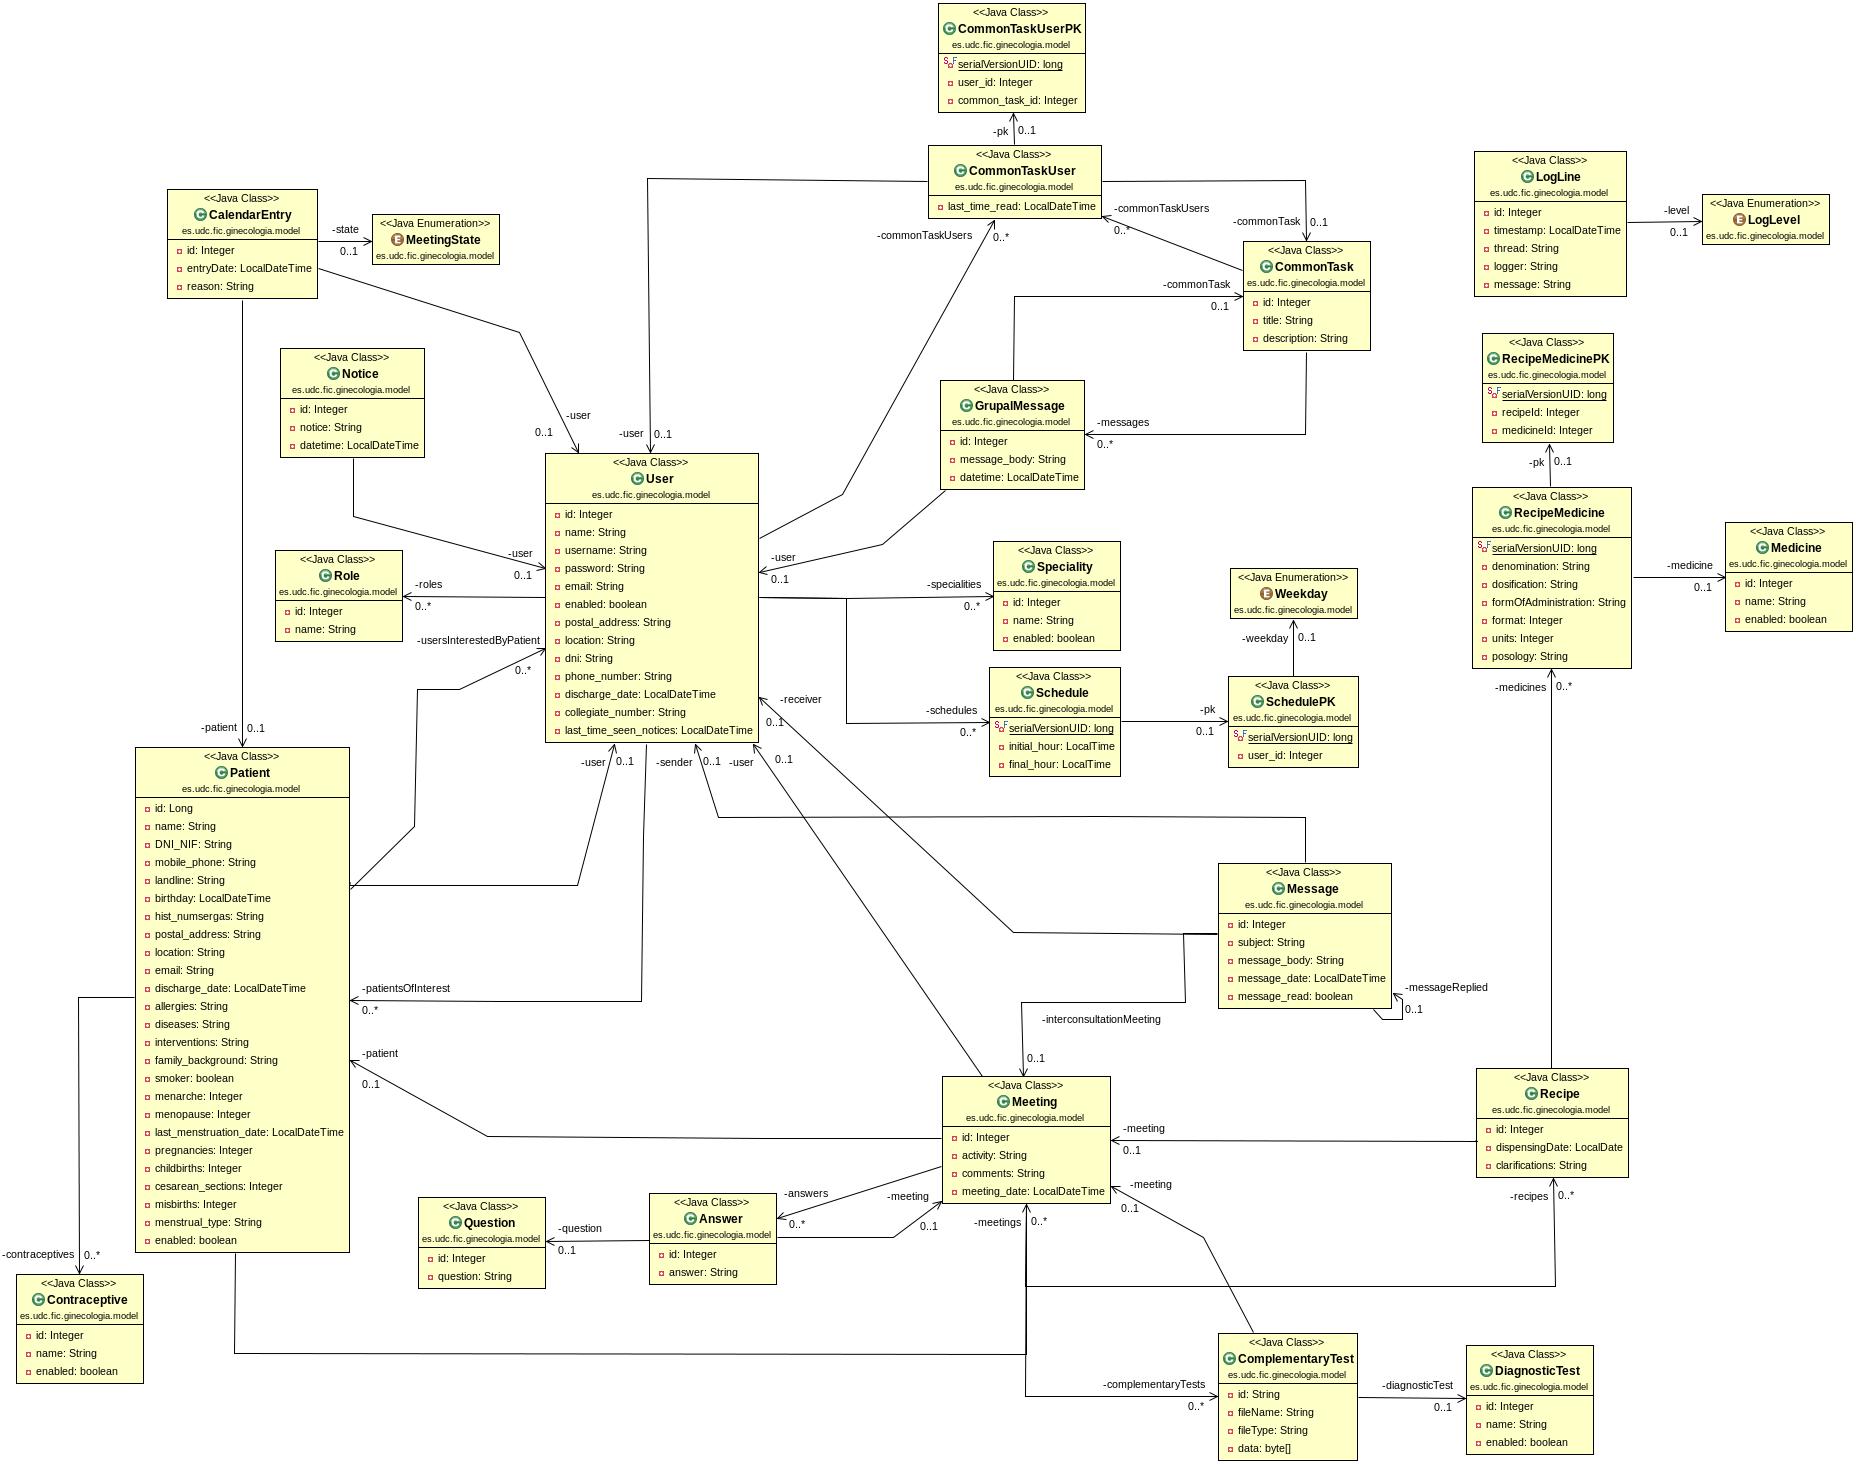 <<Java Class>>
CommonTaskUserPK
es.udc.fic.ginecologia.model
serialVersionUID: long
user_id: Integer
common_task_id: Integer
-pk 0..1
<<Java Class>>
CommonTaskUser
es.udc.fic.ginecologia.model
last_time_read: LocalDateTime
-commonTaskUsers
0..*
-commonTask 0..1
-commonTaskUsers
0..*
<<Java Class>>
CommonTask
es.udc.fic.ginecologia.model
id: Integer
title: String
description: String
-commonTask
0..1
<<Java Class>>
LogLine
es.udc.fic.ginecologia.model
id: Integer
timestamp: LocalDateTime
thread: String
logger: String
message: String
-level
0..1
<<Java Enumeration>>
LogLevel
es.udc.fic.ginecologia.model
<<Java Class>>
CalendarEntry
es.udc.fic.ginecologia.model
id: Integer
entryDate: LocalDateTime
reason: String
-state
0..1
<<Java Enumeration>>
MeetingState
es.udc.fic.ginecologia.model
<<Java Class>>
Notice
es.udc.fic.ginecologia.model
id: Integer
notice: String
datetime: LocalDateTime
-user
0..1
-user 0..1
<<Java Class>>
GrupalMessage
es.udc.fic.ginecologia.model
id: Integer
message_body: String
datetime: LocalDateTime
-messages
0..*
<<Java Class>>
RecipeMedicinePK
es.udc.fic.ginecologia.model
serialVersionUID: long
recipeId: Integer
medicineId: Integer
-pk 0..1
<<Java Class>>
RecipeMedicine
es.udc.fic.ginecologia.model
serialVersionUID: long
denomination: String
dosification: String
formOfAdministration: String
format: Integer
units: Integer
posology: String
-medicine
0..1
<<Java Class>>
Medicine
es.udc.fic.ginecologia.model
id: Integer
name: String
enabled: boolean
-medicines 0..*
<<Java Class>>
User
es.udc.fic.ginecologia.model
id: Integer
name: String
username: String
password: String
email: String
enabled: boolean
postal_address: String
location: String
dni: String
phone_number: String
discharge_date: LocalDateTime
collegiate_number: String
last_time_seen_notices: LocalDateTime
-user
0..1
-user
0..1
<<Java Class>>
Role
es.udc.fic.ginecologia.model
id: Integer
name: String
-roles
0..*
-usersInterestedByPatient
0..*
-specialities
0..*
<<Java Class>>
Speciality
es.udc.fic.ginecologia.model
id: Integer
name: String
enabled: boolean
-schedules
0..*
<<Java Class>>
Schedule
es.udc.fic.ginecologia.model
serialVersionUID: long
initial_hour: LocalTime
final_hour: LocalTime
-pk
0..1
<<Java Enumeration>>
Weekday
es.udc.fic.ginecologia.model
-weekday 0..1
<<Java Class>>
SchedulePK
es.udc.fic.ginecologia.model
serialVersionUID: long
user_id: Integer
-receiver
0..1
-user 0..1
-sender 0..1
-user 0..1
-patient 0..1
<<Java Class>>
Patient
es.udc.fic.ginecologia.model
id: Long
name: String
DNI_NIF: String
mobile_phone: String
landline: String
birthday: LocalDateTime
hist_numsergas: String
postal_address: String
location: String
email: String
discharge_date: LocalDateTime
allergies: String
diseases: String
interventions: String
family_background: String
smoker: boolean
menarche: Integer
menopause: Integer
last_menstruation_date: LocalDateTime
pregnancies: Integer
childbirths: Integer
cesarean_sections: Integer
misbirths: Integer
menstrual_type: String
enabled: boolean
-patientsOfInterest
0..*
-patient
0..1
<<Java Class>>
Message
es.udc.fic.ginecologia.model
id: Integer
subject: String
message_body: String
message_date: LocalDateTime
message_read: boolean
-messageReplied
0..1
-interconsultationMeeting
0..1
<<Java Class>>
Meeting
es.udc.fic.ginecologia.model
id: Integer
activity: String
comments: String
meeting_date: LocalDateTime
-meeting
0..1
<<Java Class>>
Recipe
es.udc.fic.ginecologia.model
id: Integer
dispensingDate: LocalDate
clarifications: String
-recipes 0..*
-meeting
0..1
-answers
0..*
-meeting
0..1
-meetings 0..*
<<Java Class>>
Question
es.udc.fic.ginecologia.model
id: Integer
question: String
-question
0..1
<<Java Class>>
Answer
es.udc.fic.ginecologia.model
id: Integer
answer: String
-contraceptives 0..*
<<Java Class>>
Contraceptive
es.udc.fic.ginecologia.model
id: Integer
name: String
enabled: boolean
-complementaryTests
0..*
<<Java Class>>
ComplementaryTest
es.udc.fic.ginecologia.model
id: String
fileName: String
fileType: String
data: byte[]
-diagnosticTest
0..1
<<Java Class>>
DiagnosticTest
es.udc.fic.ginecologia.model
id: Integer
name: String
enabled: boolean